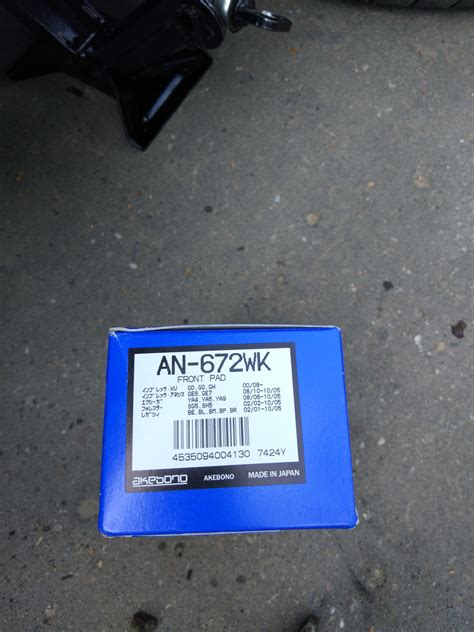 AN-672WK
FRONT PAD
インプレッサ・XV GD,GG,GH 00/08-
インプレッサ・アネシス GE6,GE7 08/10-10/05
エクシーガ YA4,YA5,YA9 08/06-10/05
フォレスター SG5,SH5 02/02-10/05
レガシィ BE,BL,BM,BP,BR 02/01-10/05
4535094004130 7424Y
akebono AKEBONO MADE IN JAPAN